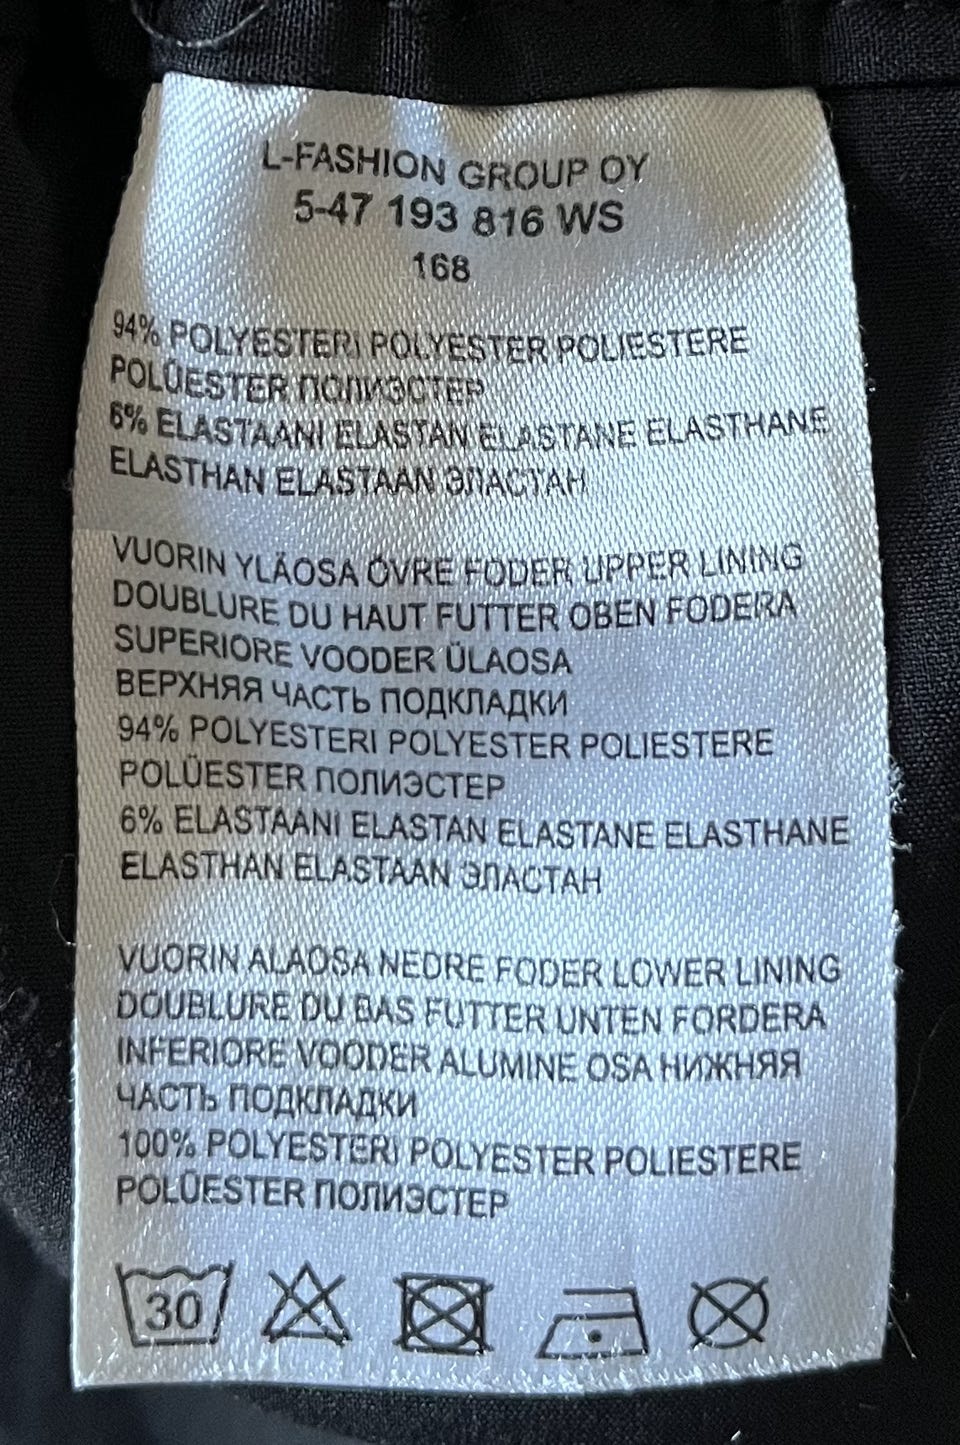 L-FASHION GROUP OY
5-47 193 816 WS
168
94% POLYESTERI POLYESTER POLIESTERE
POLÜESTER ПОЛИЭСТЕР
6% ELASTAANI ELASTAN ELASTANE ELASTHANE
ELASTHAN ELASTAAN ЭЛАСТАН
VUORIN YLÄOSA ÖVRE FODER UPPER LINING
DOUBLURE DU HAUT FUTTER OBEN FODERA
SUPERIORE VOODER ÜLAOSA
ВЕРХНЯЯ ЧАСТЬ ПОДКЛАДКИ
94% POLYESTERI POLYESTER POLIESTERE
POLÜESTER ПОЛИЭСТЕР
6% ELASTAANI ELASTAN ELASTANE ELASTHANE
ELASTHAN ELASTAAN ЭЛАСТАН
VUORIN ALAOSA NEDRE FODER LOWER LINING
DOUBLURE DU BAS FUTTER UNTEN FORDERA
INFERIORE VOODER ALUMINE OSA НИЖНЯЯ
ЧАСТЬ ПОДКЛАДКИ
100% POLYESTERI POLYESTER POLIESTERE
POLÜESTER ПОЛИЭСТЕР
30